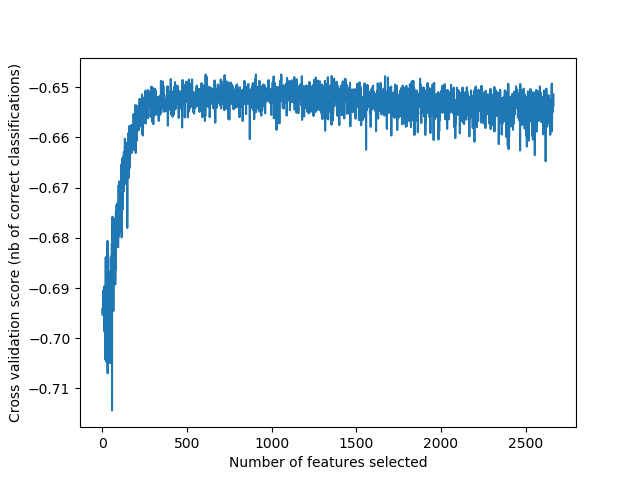 −0.65
−0.66
−0.67
−0.68
−0.69
−0.70
−0.71
Cross validation score (nb of correct classifications)
0 500 1000 1500 2000 2500
Number of features selected